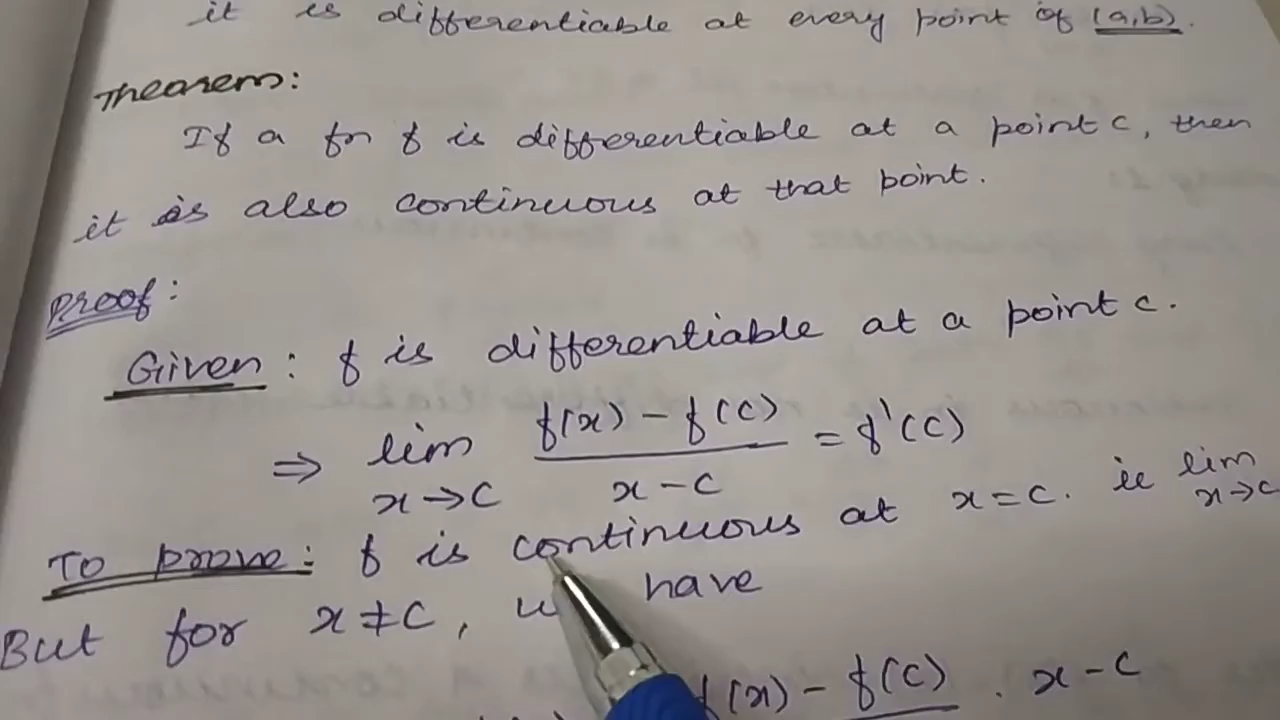 it is differentiable at every point of (a,b).
Theorem:
If a fn f is differentiable at a point c, then
it is also continuous at that point.
Proof:
Given: f is differentiable at a point c.
⇒ lim x→c (f(x) - f(c)) / (x - c) = f'(c)
To prove: f is continuous at x = c. ie lim x→c
But for x ≠ c, have
f(x) - f(c) . x - c